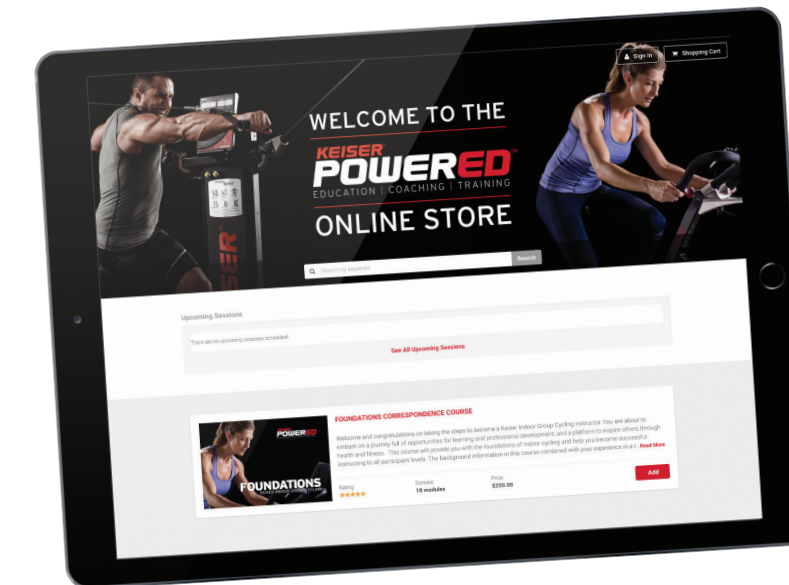 Sign In
Shopping Cart
WELCOME TO THE
KEISER
POWERED™
EDUCATION | COACHING | TRAINING
ONLINE STORE
Search by keyword
Search
Upcoming Sessions
There are no upcoming sessions scheduled
See All Upcoming Sessions
FOUNDATIONS CORRESPONDENCE COURSE
Welcome and congratulations on taking the steps to become a Keiser Indoor Group Cycling instructor. You are about to
embark on a journey full of opportunities for learning and professional development, and a platform to inspire others through
health and fitness. This course will provide you with the foundations of indoor cycling and help you become successful
instructing to all participant levels. The background information in this course combined with your experience in a t... Read More
KEISER
POWERED
FOUNDATIONS
Rating
Content
18 modules
Price
$250.00
Add